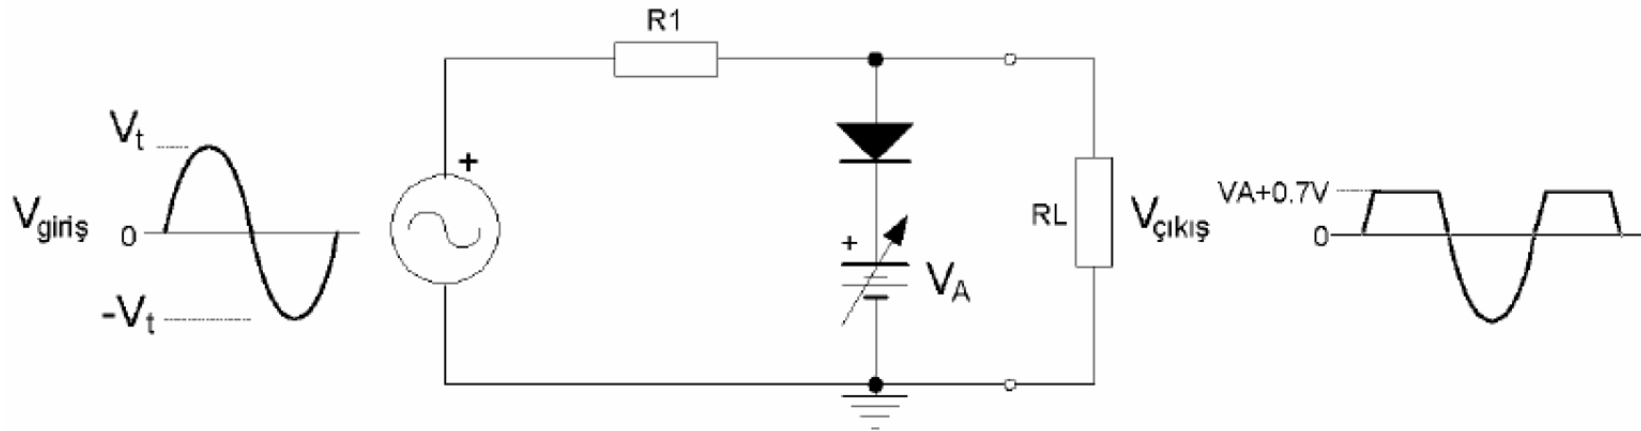 R1
Vt
+
Vgiriş
0
-Vt
+
VA
RL
Vçıkış
VA+0.7V
0